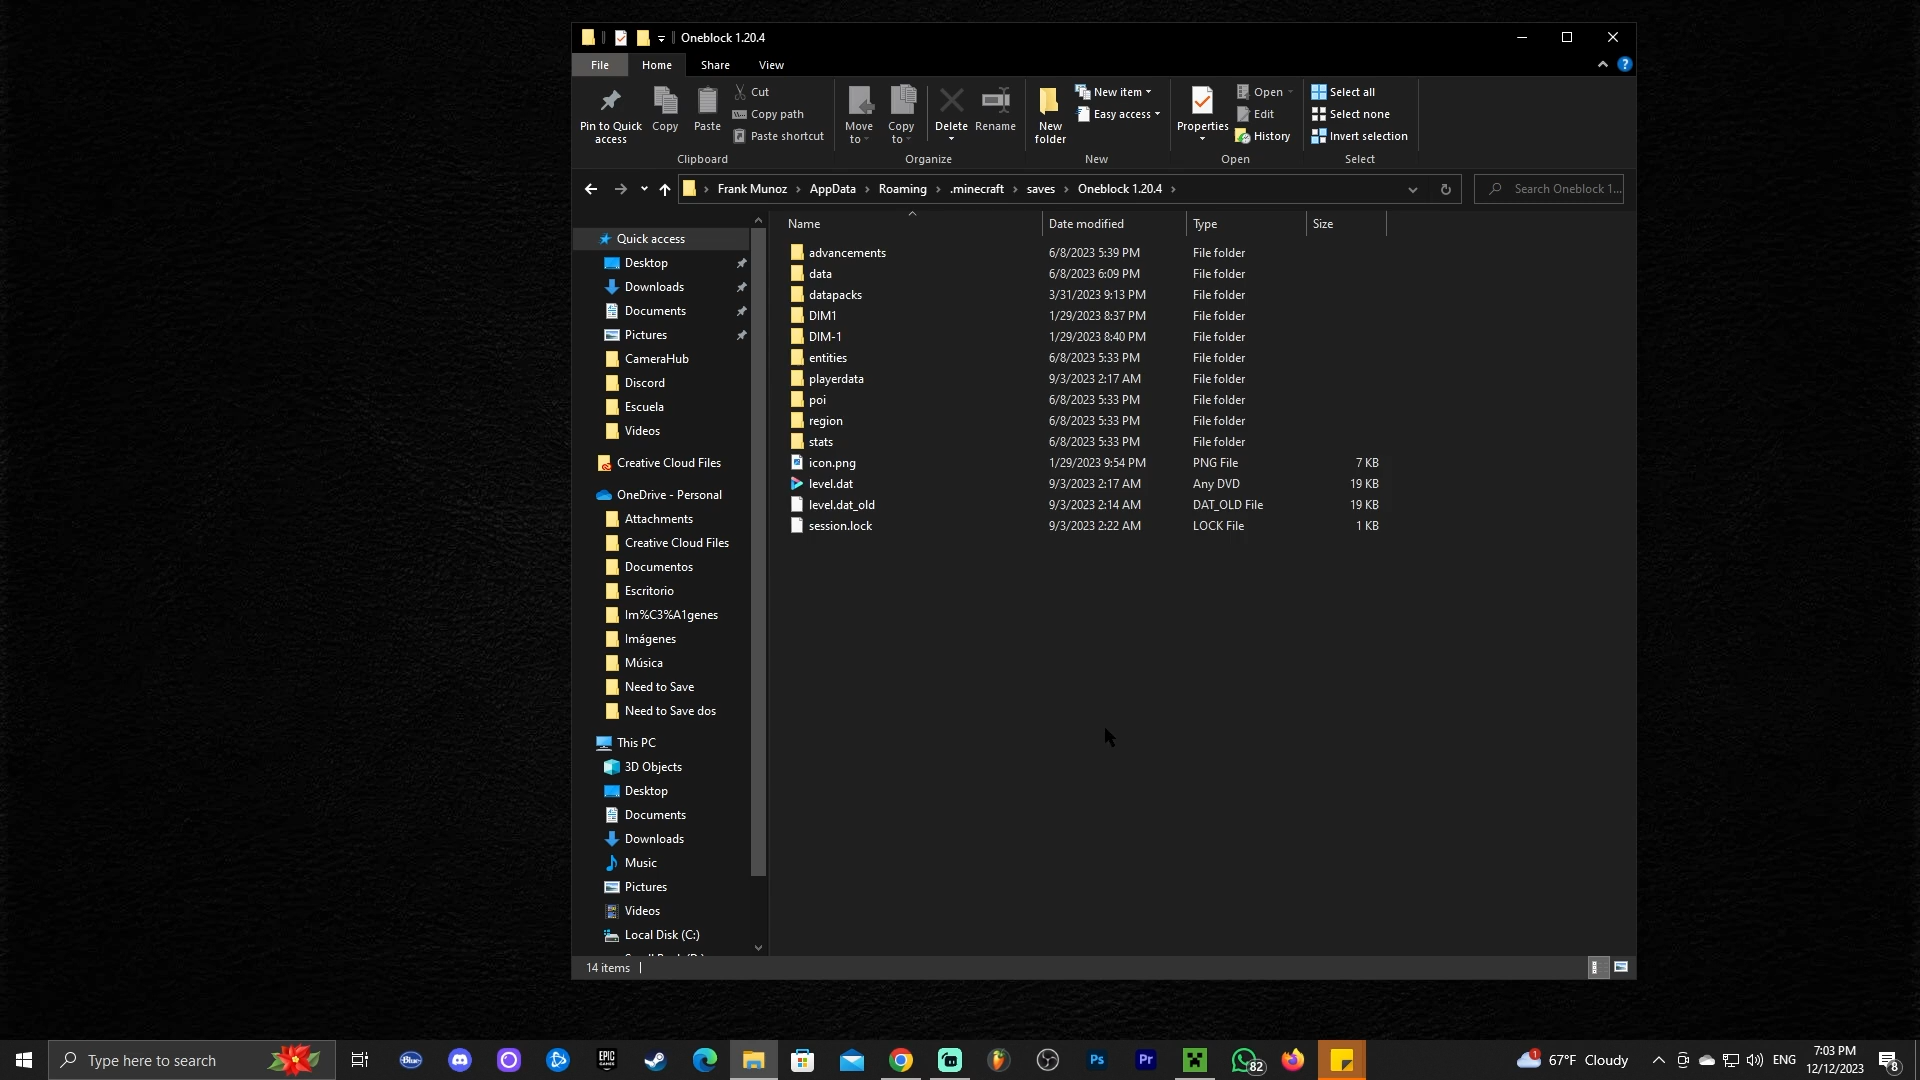 Oneblock 1.20.4
File Home Share View
Pin to Quick access
Copy
Paste
Cut
Copy path
Paste shortcut
Clipboard
Move to
Copy to
Delete
Rename
Organize
New folder
New item
Easy access
New
Properties
Open
Edit
History
Open
Select all
Select none
Invert selection
Select
Frank Munoz > AppData > Roaming > .minecraft > saves > Oneblock 1.20.4 >
Search Oneblock 1...
Name Date modified Type Size
advancements 6/8/2023 5:39 PM File folder
data 6/8/2023 6:09 PM File folder
datapacks 3/31/2023 9:13 PM File folder
DIM1 1/29/2023 8:37 PM File folder
DIM-1 1/29/2023 8:40 PM File folder
entities 6/8/2023 5:33 PM File folder
playerdata 9/3/2023 2:17 AM File folder
poi 6/8/2023 5:33 PM File folder
region 6/8/2023 5:33 PM File folder
stats 6/8/2023 5:33 PM File folder
icon.png 1/29/2023 9:54 PM PNG File 7 KB
level.dat 9/3/2023 2:17 AM Any DVD 19 KB
level.dat_old 9/3/2023 2:14 AM DAT_OLD File 19 KB
session.lock 9/3/2023 2:22 AM LOCK File 1 KB
Quick access
Desktop
Downloads
Documents
Pictures
CameraHub
Discord
Escuela
Videos
Creative Cloud Files
OneDrive - Personal
Attachments
Creative Cloud Files
Documentos
Escritorio
Im%C3%A1genes
Imágenes
Música
Need to Save
Need to Save dos
This PC
3D Objects
Desktop
Documents
Downloads
Music
Pictures
Videos
Local Disk (C:)
14 items
Type here to search
Blue
EPIC GAMES
Ps
Pr
82
1
67°F Cloudy
ENG
7:03 PM
12/12/2023
8